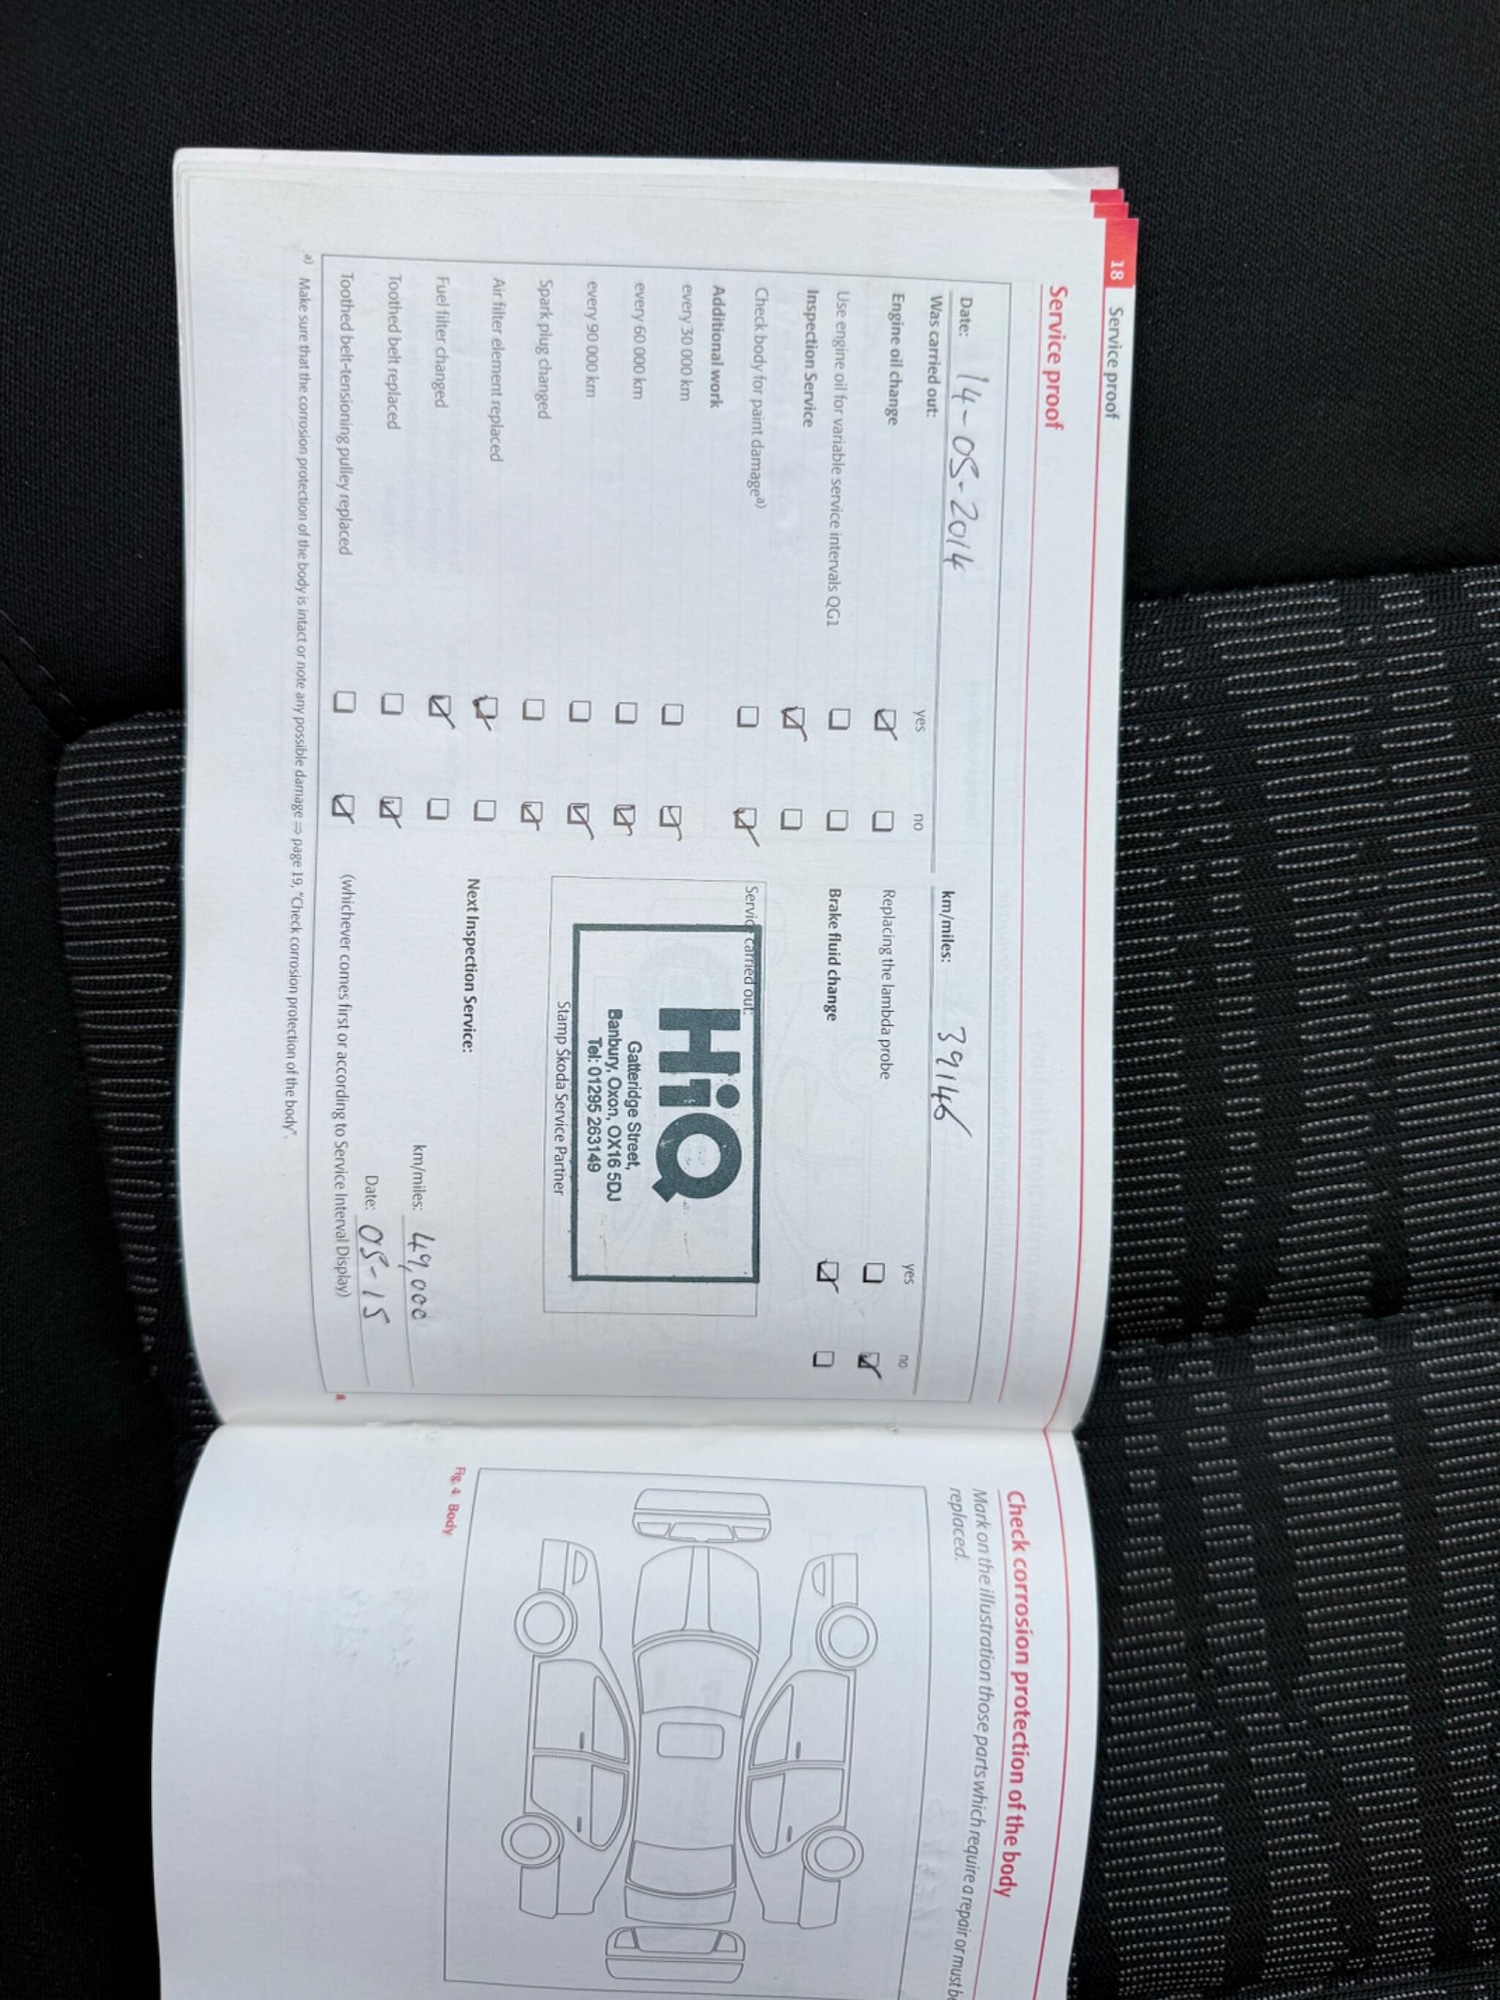 18 Service proof
Service proof
Date: 14-05-2014 km/miles: 39146
Was carried out: yes no yes no
Engine oil change Replacing the lambda probe
Use engine oil for variable service intervals QG1 Brake fluid change
Inspection Service
Check body for paint damage a) Service carried out:
Additional work
every 30 000 km
every 60 000 km
every 90 000 km
Spark plug changed
Air filter element replaced
Fuel filter changed
Toothed belt replaced
Toothed belt-tensioning pulley replaced
HiQ
Gatteridge Street,
Banbury, Oxon, OX16 5DJ
Tel: 01295 263149
Stamp Škoda Service Partner
Next Inspection Service:
km/miles: 49,000
Date: 05-15
(whichever comes first or according to Service Interval Display)
a) Make sure that the corrosion protection of the body is intact or note any possible damage ⇒ page 19, "Check corrosion protection of the body".
Check corrosion protection of the body
Mark on the illustration those parts which require a repair or must be
replaced.
Fig. 4 Body